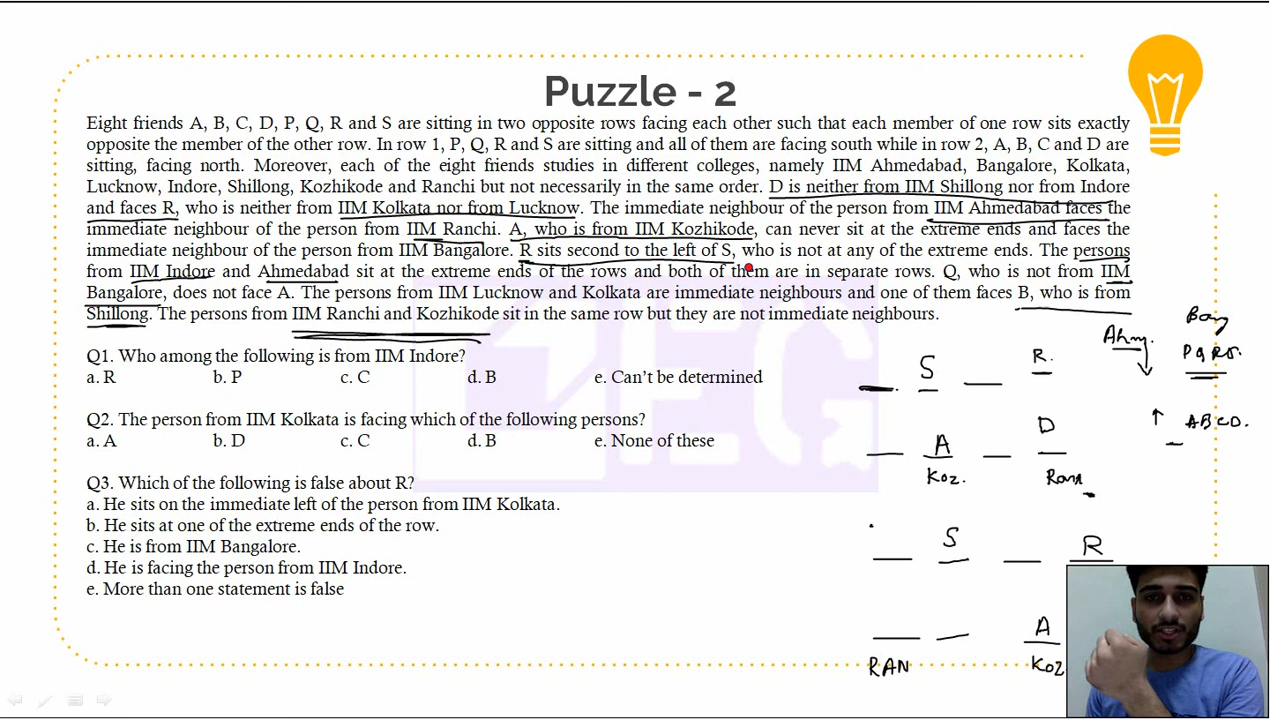 Puzzle - 2
Eight friends A, B, C, D, P, Q, R and S are sitting in two opposite rows facing each other such that each member of one row sits exactly
opposite the member of the other row. In row 1, P, Q, R and S are sitting and all of them are facing south while in row 2, A, B, C and D are
sitting, facing north. Moreover, each of the eight friends studies in different colleges, namely IIM Ahmedabad, Bangalore, Kolkata,
Lucknow, Indore, Shillong, Kozhikode and Ranchi but not necessarily in the same order. D is neither from IIM Shillong nor from Indore
and faces R, who is neither from IIM Kolkata nor from Lucknow. The immediate neighbour of the person from IIM Ahmedabad faces the
immediate neighbour of the person from IIM Ranchi. A, who is from IIM Kozhikode, can never sit at the extreme ends and faces the
immediate neighbour of the person from IIM Bangalore. R sits second to the left of S, who is not at any of the extreme ends. The persons
from IIM Indore and Ahmedabad sit at the extreme ends of the rows and both of them are in separate rows. Q, who is not from IIM
Bangalore, does not face A. The persons from IIM Lucknow and Kolkata are immediate neighbours and one of them faces B, who is from
Shillong. The persons from IIM Ranchi and Kozhikode sit in the same row but they are not immediate neighbours.
Bang
Ahm.
P Q R S.
S R.
Q1. Who among the following is from IIM Indore?
a. R b. P c. C d. B e. Can't be determined
Q2. The person from IIM Kolkata is facing which of the following persons?
↑ A B C D.
a. A b. D c. C d. B e. None of these
A D
Koz. Ran
Q3. Which of the following is false about R?
a. He sits on the immediate left of the person from IIM Kolkata.
b. He sits at one of the extreme ends of the row.
c. He is from IIM Bangalore.
S R
d. He is facing the person from IIM Indore.
e. More than one statement is false
A
RAN Koz